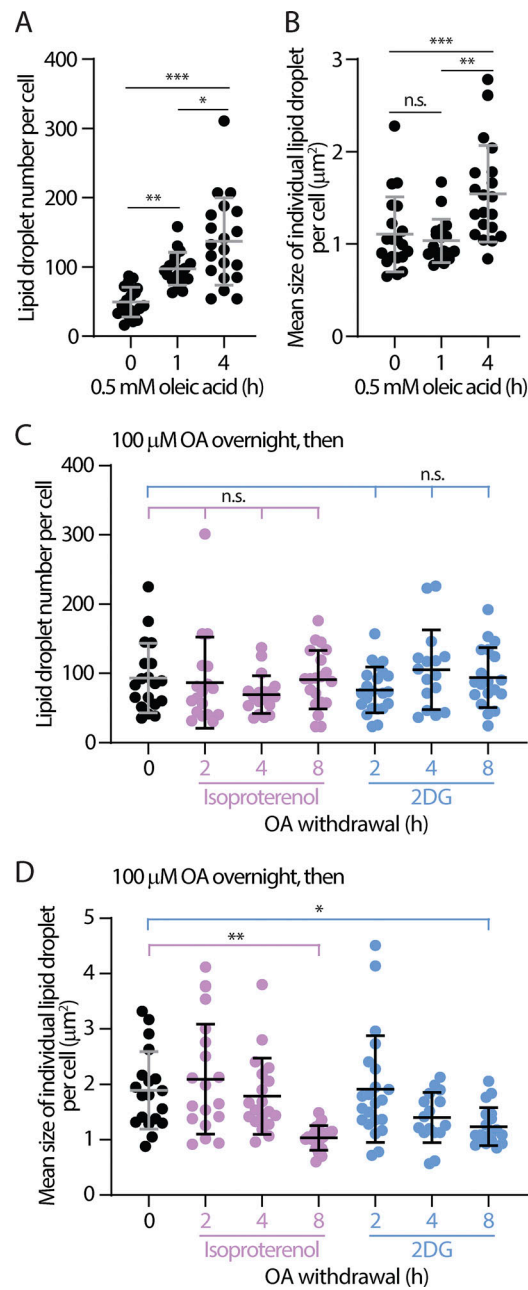 A
Lipid droplet number per cell
400
300
200
100
0
***
*
**
0 1 4
0.5 mM oleic acid (h)
B
Mean size of individual lipid droplet
per cell (μm²)
3
2
1
0
***
**
n.s.
0 1 4
0.5 mM oleic acid (h)
C
100 μM OA overnight, then
Lipid droplet number per cell
400
300
200
100
0
n.s.
n.s.
0 2 4 8 2 4 8
Isoproterenol 2DG
OA withdrawal (h)
D
100 μM OA overnight, then
Mean size of individual lipid droplet
per cell (μm²)
5
4
3
2
1
0
*
**
0 2 4 8 2 4 8
Isoproterenol 2DG
OA withdrawal (h)